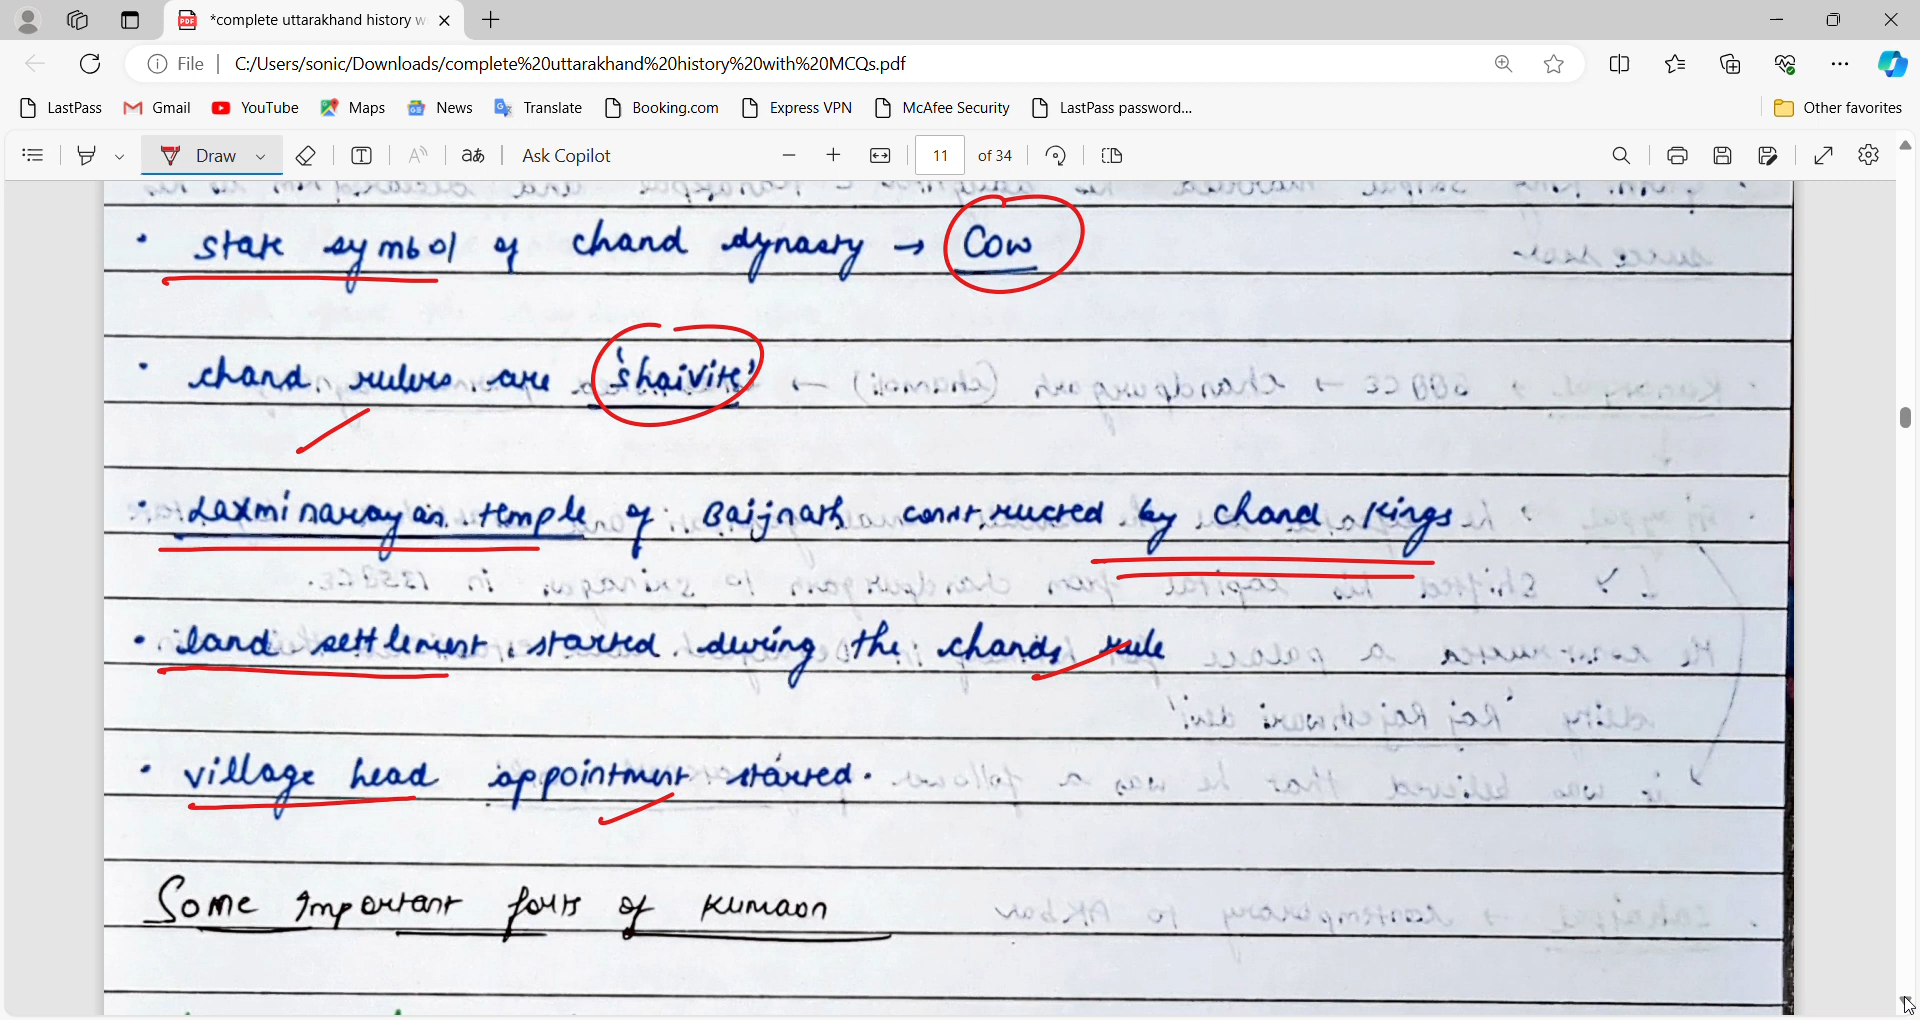 *complete uttarakhand history w
File
C:/Users/sonic/Downloads/complete%20uttarakhand%20history%20with%20MCQs.pdf
LastPass
Gmail
YouTube
Maps
News
Translate
Booking.com
Express VPN
McAfee Security
LastPass password...
Other favorites
Draw
Ask Copilot
11 of 34
• state symbol of chand dynasty → Cow
• chand rulers are 'shaivite'
• Laxminarayan temple of Baijnath constructed by chand kings
• land settlement started during the chands rule
• village head appointment started.
Some important forts of Kumaon